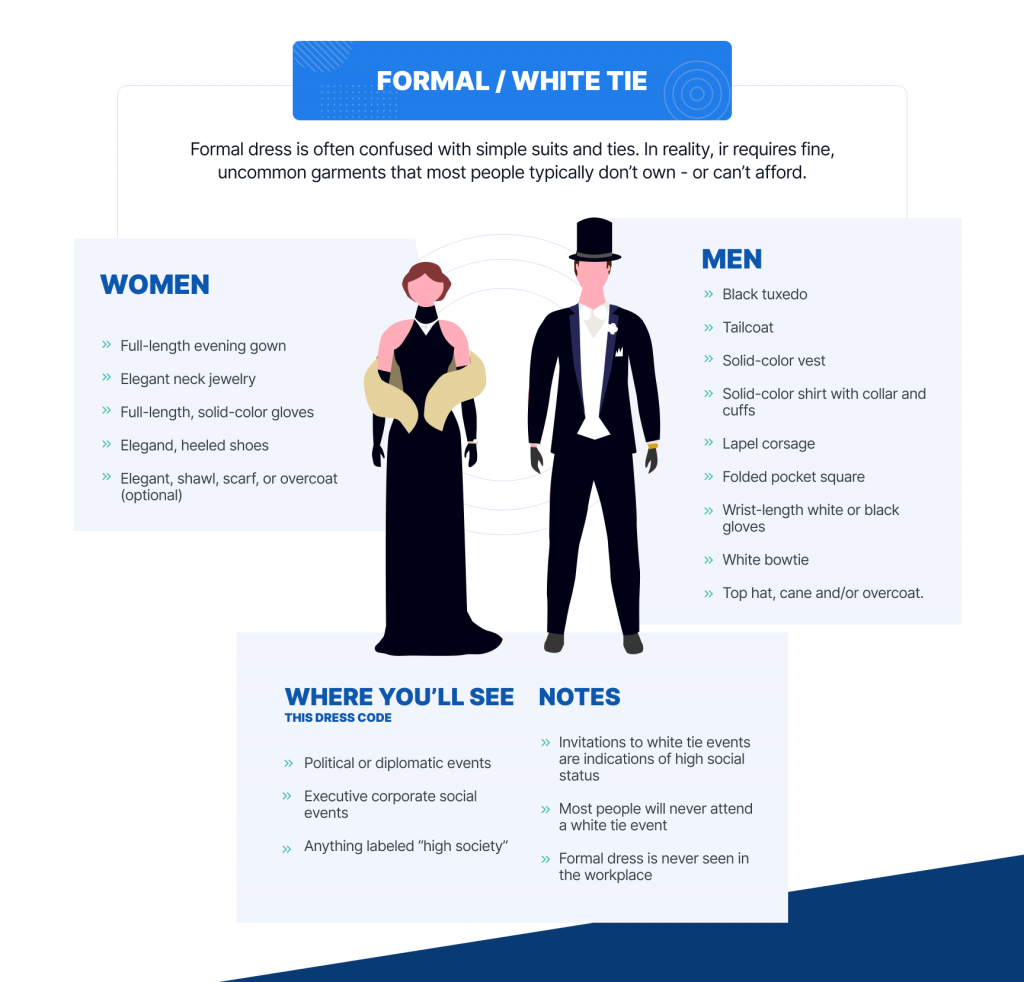 FORMAL / WHITE TIE
Formal dress is often confused with simple suits and ties. In reality, ir requires fine,
uncommon garments that most people typically don’t own - or can’t afford.
WOMEN
Full-length evening gown
Elegant neck jewelry
Full-length, solid-color gloves
Elegand, heeled shoes
Elegant, shawl, scarf, or overcoat
(optional)
MEN
Black tuxedo
Tailcoat
Solid-color vest
Solid-color shirt with collar and
cuffs
Lapel corsage
Folded pocket square
Wrist-length white or black
gloves
White bowtie
Top hat, cane and/or overcoat.
WHERE YOU’LL SEE
THIS DRESS CODE
Political or diplomatic events
Executive corporate social
events
Anything labeled “high society”
NOTES
Invitations to white tie events
are indications of high social
status
Most people will never attend
a white tie event
Formal dress is never seen in
the workplace